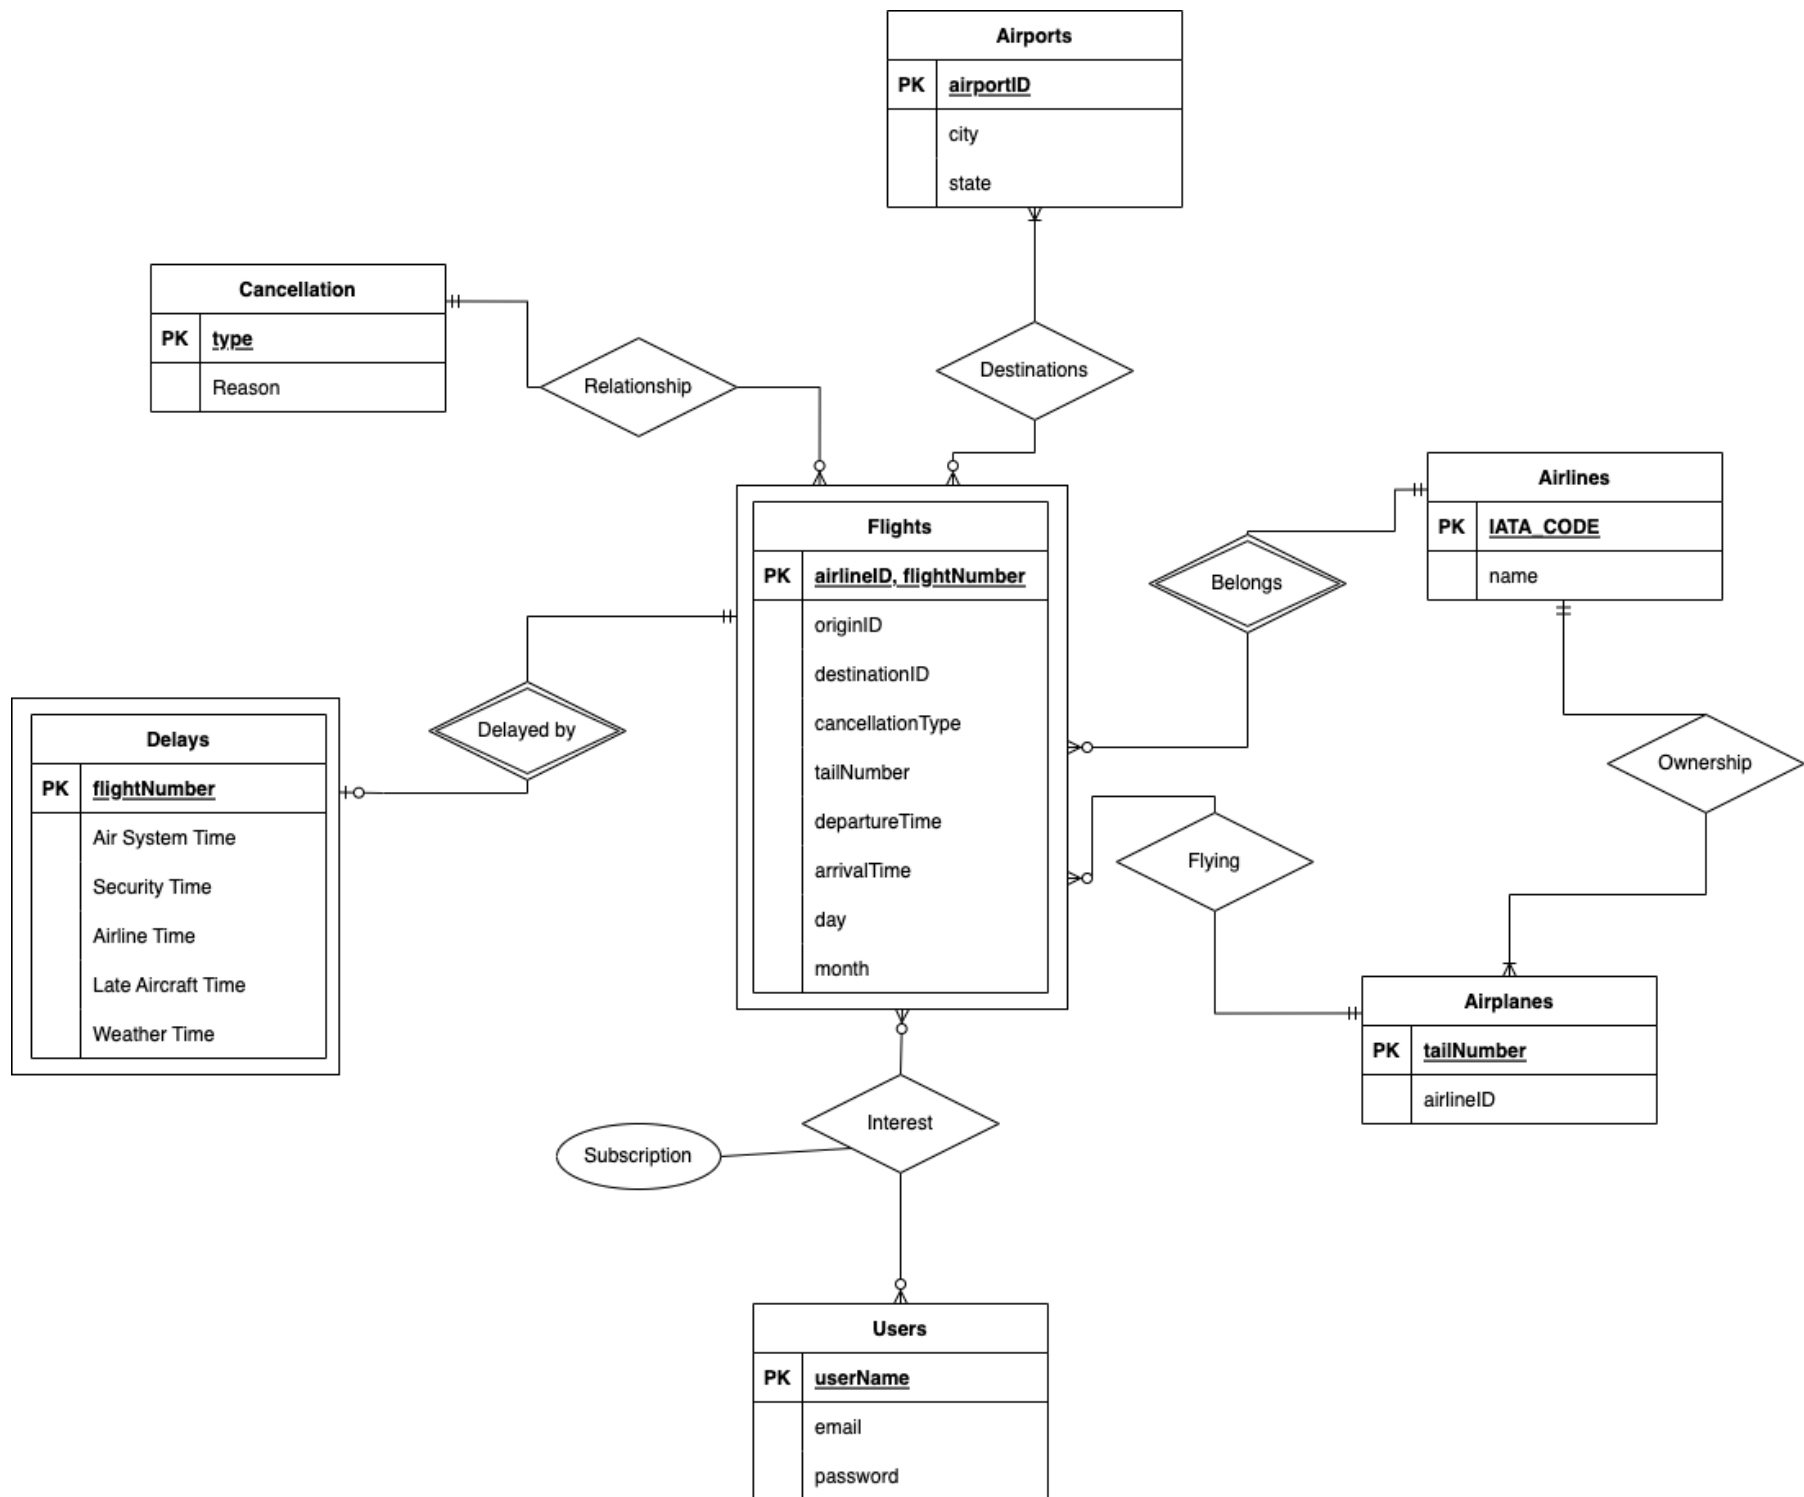 Airports
PK airportID
city
state
Cancellation
PK type
Reason
Relationship
Destinations
Airlines
PK IATA_CODE
name
Flights
PK airlineID, flightNumber
originID
destinationID
cancellationType
tailNumber
departureTime
arrivalTime
day
month
Belongs
Delayed by
Delays
PK flightNumber
Air System Time
Security Time
Airline Time
Late Aircraft Time
Weather Time
Ownership
Flying
Airplanes
PK tailNumber
airlineID
Interest
Subscription
Users
PK userName
email
password